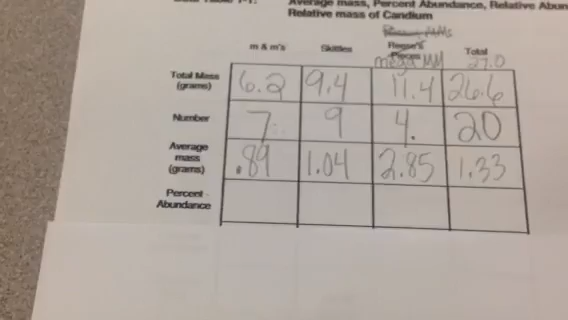 Average mass, Percent Abundance, Relative Abun
Relative mass of Candium
m & m's Skittles Reese's Pieces mega MM Total 27.0
Total Mass (grams) 6.2 9.4 11.4 26.6
Number 7 9 4. 20
Average mass (grams) .89 1.04 2.85 1.33
Percent Abundance